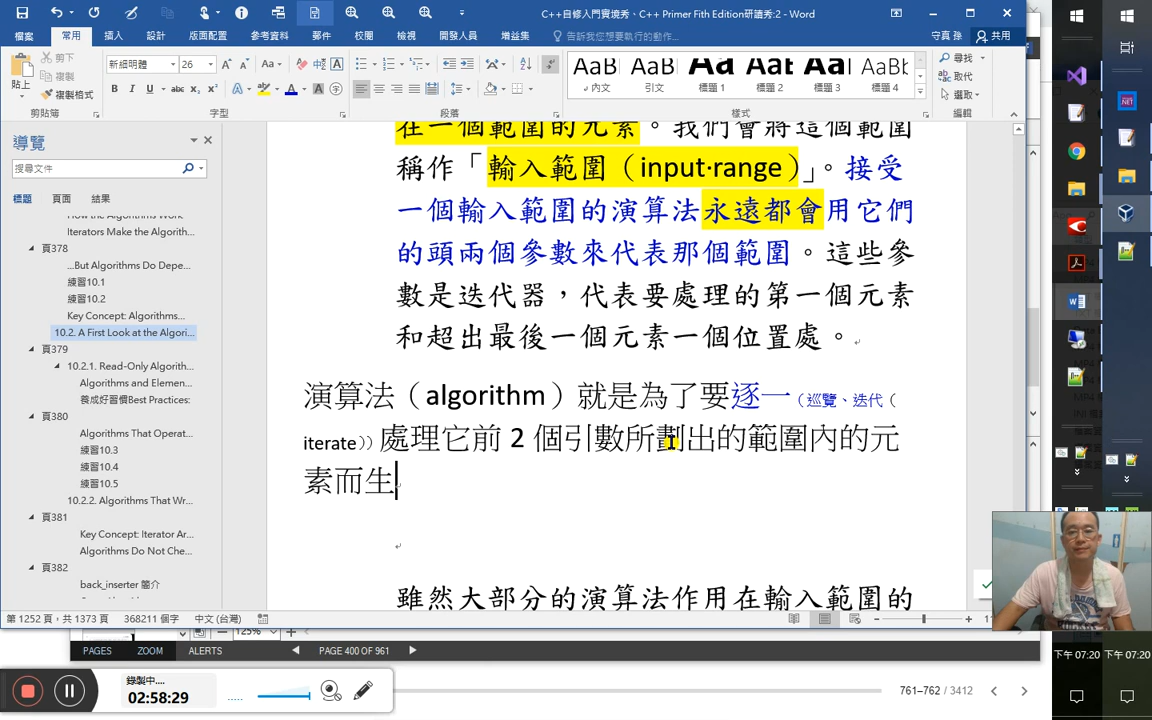 C++自修入門實境秀、C++ Primer Fith Edition研讀秀:2 - Word
檔案 常用 插入 設計 版面配置 參考資料 郵件 校閱 檢視 開發人員 增益集 告訴我您想要執行的動作... 守真 孫 共用
貼上 剪下 複製 複製格式 剪貼簿
新細明體 26 字型
段落
AaB AaB AaB AaB AaB AaBb
內文 標題 1 標題 2 標題 3 標題 4 樣式
尋找 取代 選取 編輯
導覽
搜尋文件
標題 頁面 結果
How the Algorithms Work
Iterators Make the Algorith...
頁378
...But Algorithms Do Depe...
練習10.1
練習10.2
Key Concept: Algorithms...
10.2. A First Look at the Algori...
頁379
10.2.1. Read-Only Algorith...
Algorithms and Elemen...
養成好習慣Best Practices:
頁380
Algorithms That Operat...
練習10.3
練習10.4
練習10.5
10.2.2. Algorithms That Wr...
頁381
Key Concept: Iterator Ar...
Algorithms Do Not Che...
頁382
back_inserter 簡介
在一個範圍的元素。我們會將這個範圍
稱作「輸入範圍（input·range）」。接受
一個輸入範圍的演算法永遠都會用它們
的頭兩個參數來代表那個範圍。這些參
數是迭代器，代表要處理的第一個元素
和超出最後一個元素一個位置處。
演算法（algorithm）就是為了要逐一（巡覽、迭代（
iterate））處理它前 2 個引數所劃出的範圍內的元
素而生
雖然大部分的演算法作用在輸入範圍的
第 1252 頁，共 1373 頁 368211 個字 中文 (台灣)
125%
PAGES ZOOM ALERTS PAGE 400 OF 961
錄製中....
02:58:29
761–762 / 3412
下午 07:20 下午 07:20